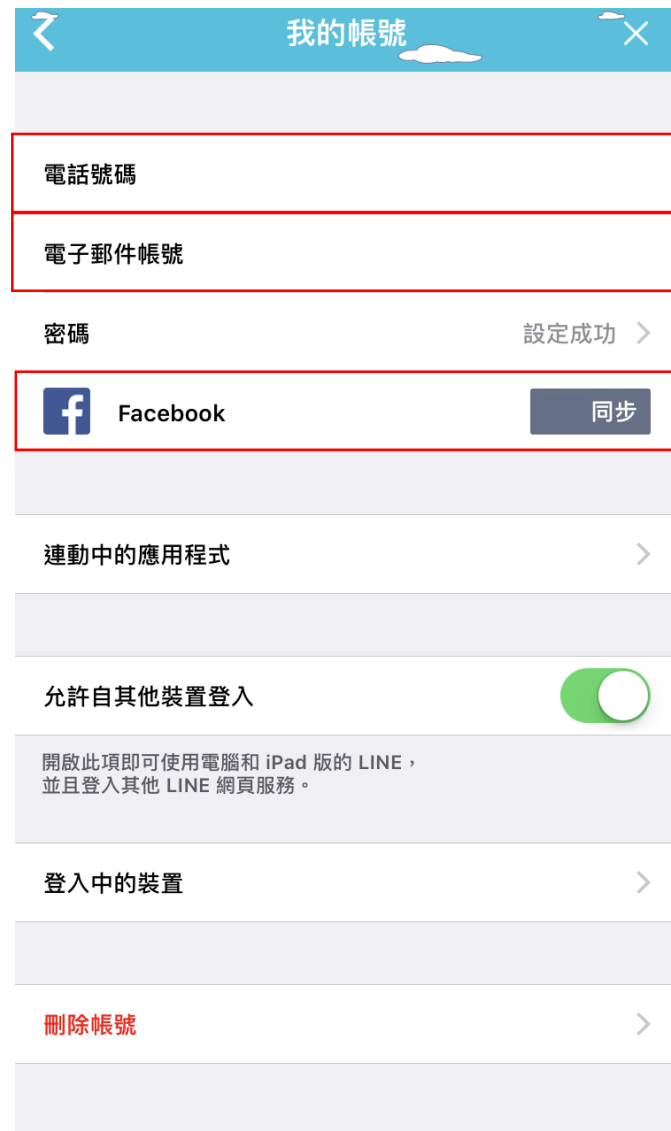 我的帳號
電話號碼
電子郵件帳號
密碼 設定成功
Facebook 同步
連動中的應用程式
允許自其他裝置登入
開啟此項即可使用電腦和 iPad 版的 LINE，
並且登入其他 LINE 網頁服務。
登入中的裝置
刪除帳號